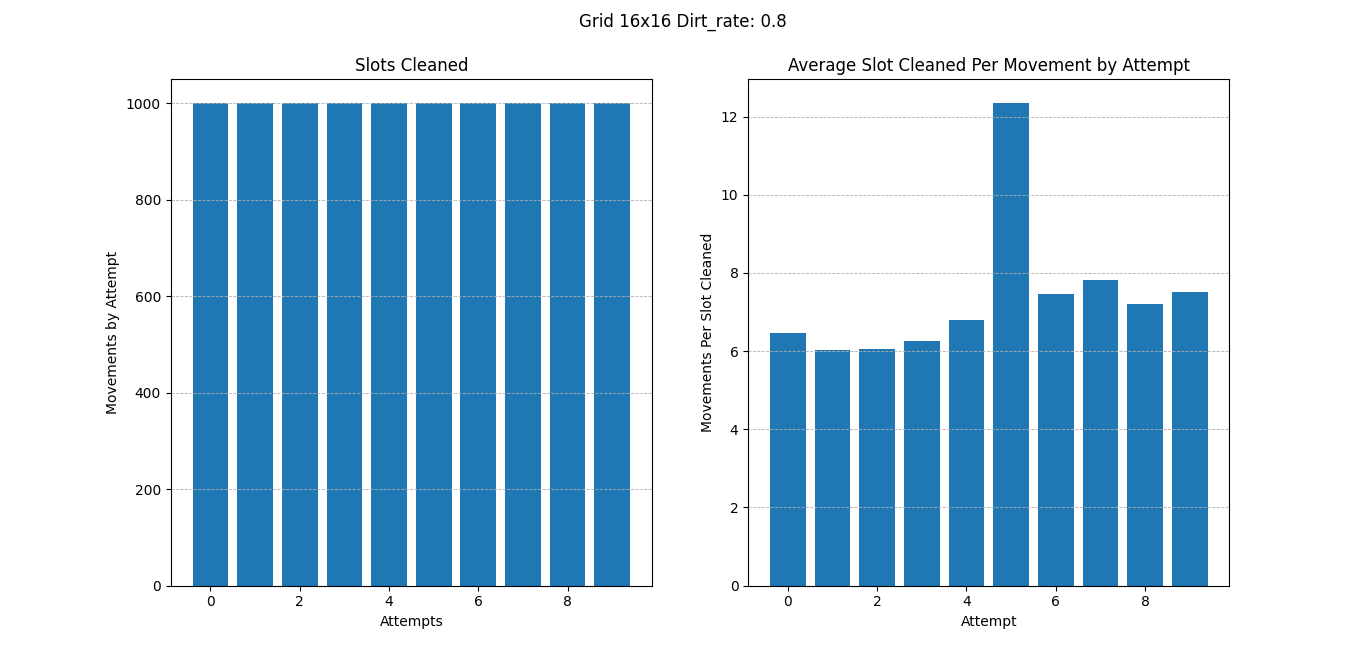 Grid 16x16 Dirt_rate: 0.8
Slots Cleaned
Movements by Attempt
1000
800
600
400
200
0
0 2 4 6 8
Attempts
Average Slot Cleaned Per Movement by Attempt
Movements Per Slot Cleaned
12
10
8
6
4
2
0
0 2 4 6 8
Attempt